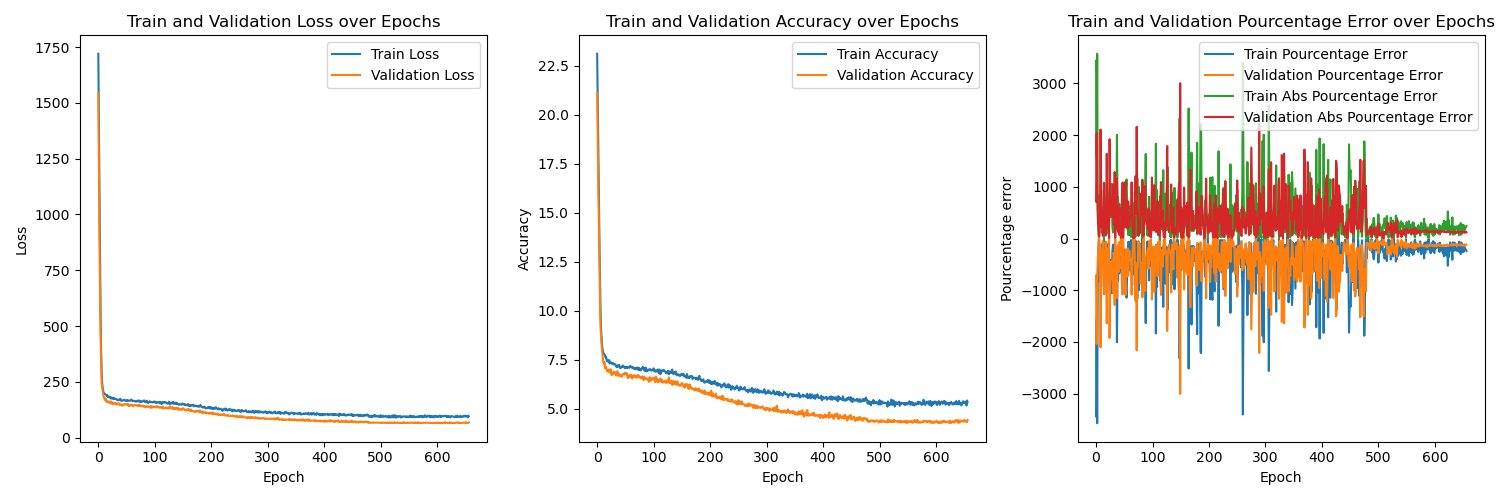 Train and Validation Loss over Epochs
Train Loss
Validation Loss
1750
1500
1250
1000
750
500
250
0
Loss
0 100 200 300 400 500 600
Epoch
Train and Validation Accuracy over Epochs
Train Accuracy
Validation Accuracy
22.5
20.0
17.5
15.0
12.5
10.0
7.5
5.0
Accuracy
0 100 200 300 400 500 600
Epoch
Train and Validation Pourcentage Error over Epochs
Train Pourcentage Error
Validation Pourcentage Error
Train Abs Pourcentage Error
Validation Abs Pourcentage Error
3000
2000
1000
0
−1000
−2000
−3000
Pourcentage error
0 100 200 300 400 500 600
Epoch